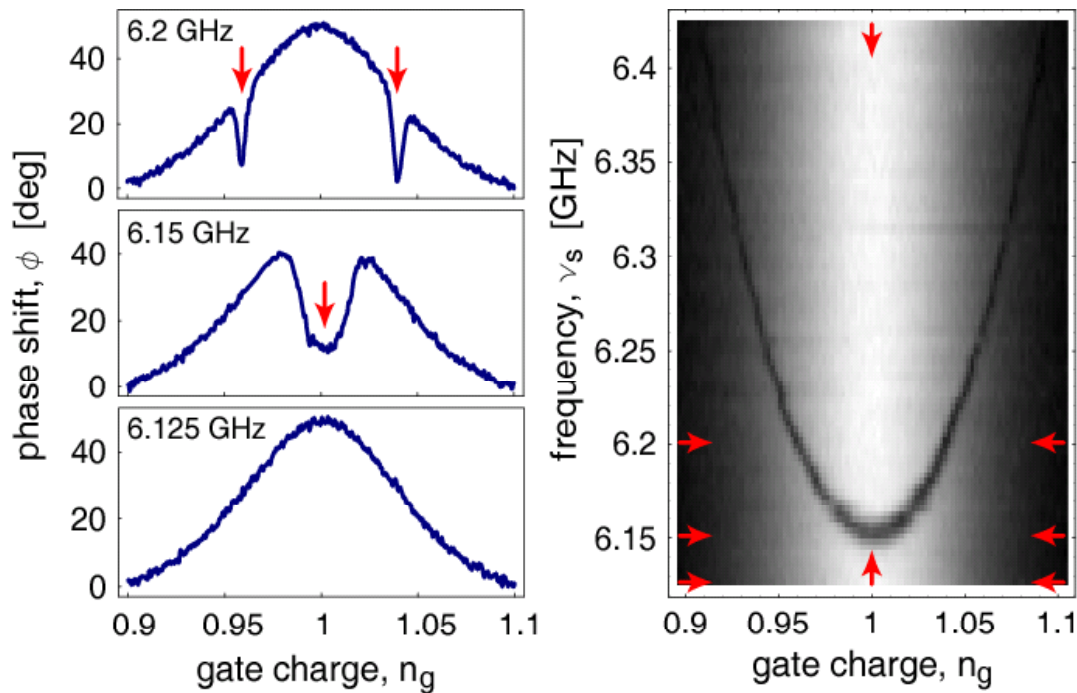 6.2 GHz
40
20
0
6.15 GHz
40
20
0
6.125 GHz
40
20
0
phase shift, ϕ [deg]
0.9 0.95 1 1.05 1.1
gate charge, ng
6.4
6.35
6.3
6.25
6.2
6.15
frequency, νs [GHz]
0.9 0.95 1 1.05 1.1
gate charge, ng